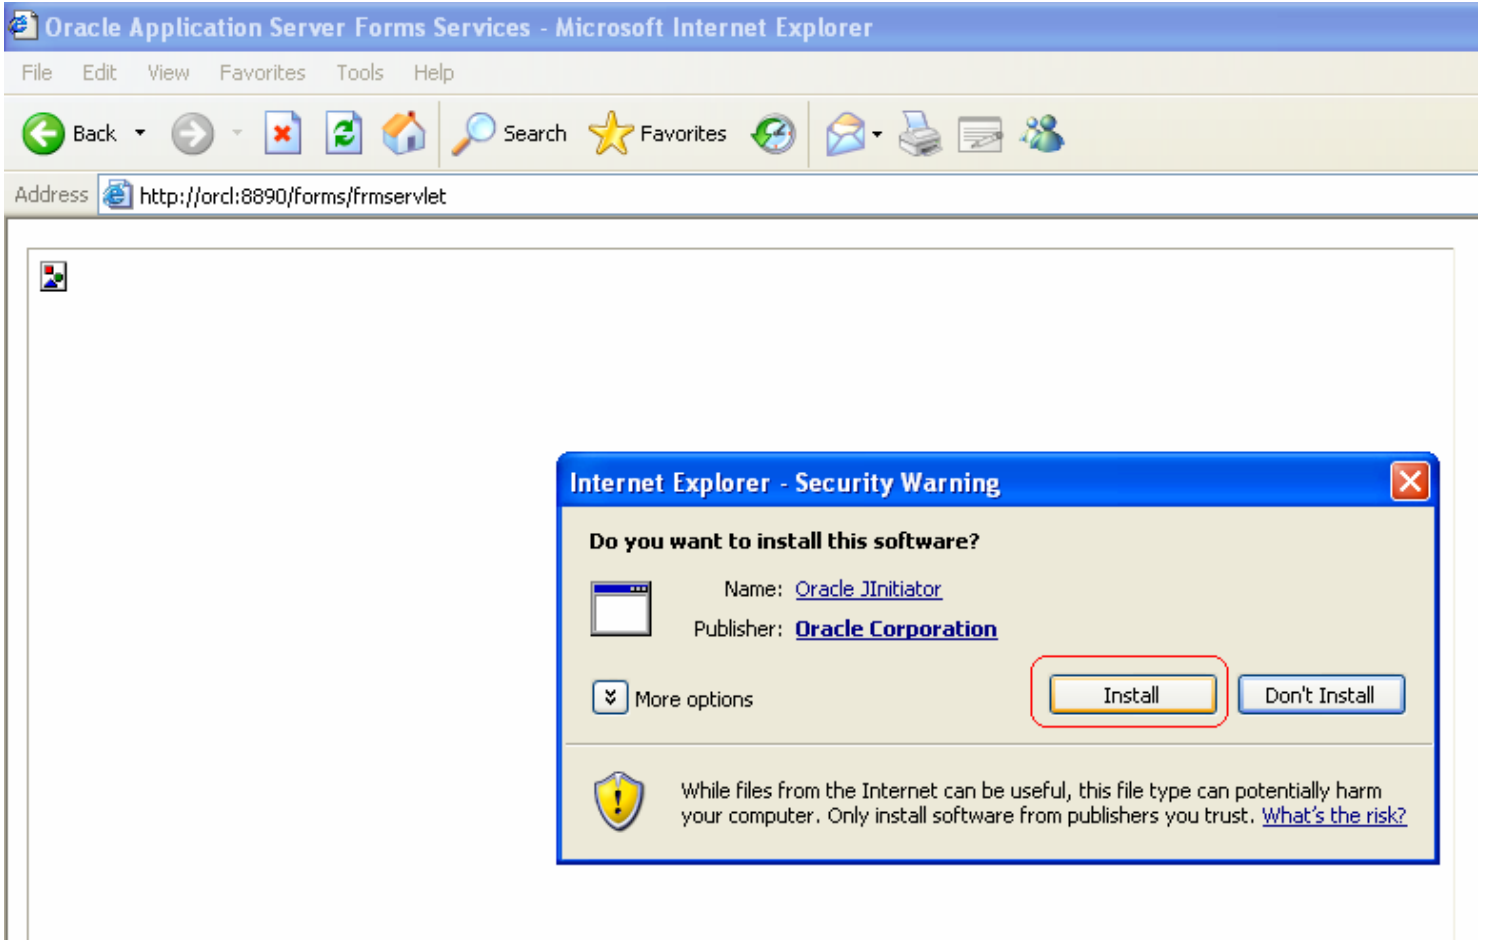 Oracle Application Server Forms Services - Microsoft Internet Explorer
File Edit View Favorites Tools Help
Back Search Favorites
Address http://orcl:8890/forms/frmservlet
Internet Explorer - Security Warning
Do you want to install this software?
Name: Oracle JInitiator
Publisher: Oracle Corporation
More options Install Don't Install
While files from the Internet can be useful, this file type can potentially harm
your computer. Only install software from publishers you trust. What's the risk?